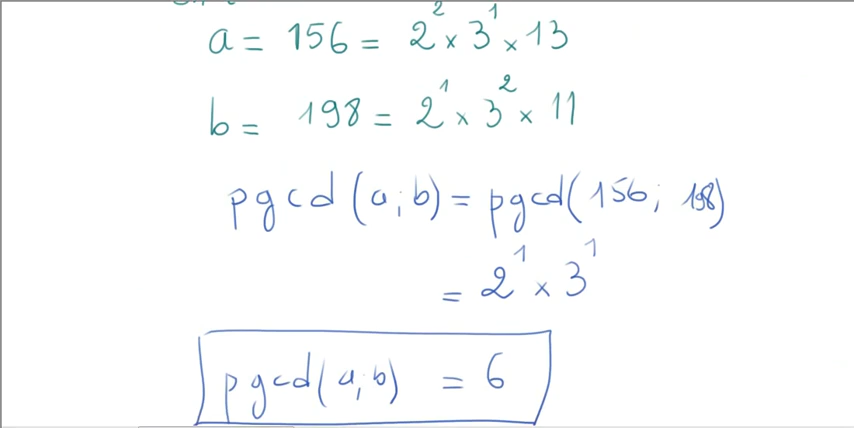 a = 156 = 2² × 3¹ × 13
b = 198 = 2¹ × 3² × 11
pgcd(a;b) = pgcd(156; 198)
= 2¹ × 3¹
pgcd(a;b) = 6